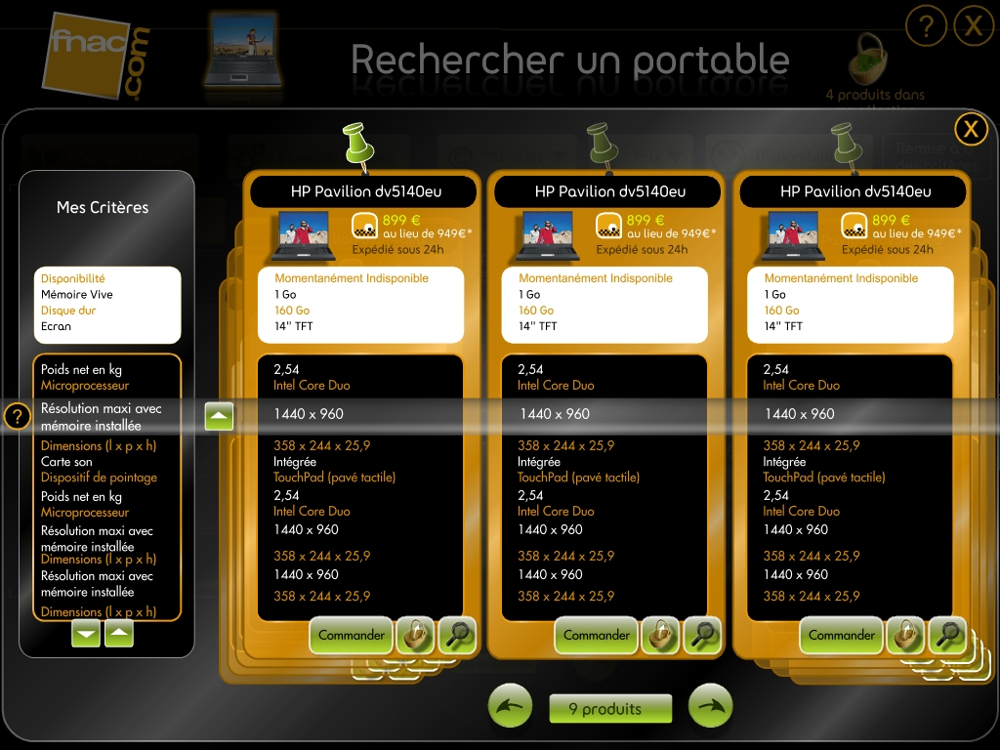 fnac
.com
Rechercher un portable
?
X
4 produits dans
X
Mes Critères
Disponibilité
Mémoire Vive
Disque dur
Ecran
Poids net en kg
Microprocesseur
?
Résolution maxi avec
mémoire installée
Dimensions (l x p x h)
Carte son
Dispositif de pointage
Poids net en kg
Microprocesseur
Résolution maxi avec
mémoire installée
Dimensions (l x p x h)
Résolution maxi avec
mémoire installée
Dimensions (l x p x h)
HP Pavilion dv5140eu
899 €
au lieu de 949€*
Expédié sous 24h
Momentanément Indisponible
1 Go
160 Go
14'' TFT
2,54
Intel Core Duo
1440 x 960
358 x 244 x 25,9
Intégrée
TouchPad (pavé tactile)
2,54
Intel Core Duo
1440 x 960
358 x 244 x 25,9
1440 x 960
358 x 244 x 25,9
Commander
HP Pavilion dv5140eu
899 €
au lieu de 949€*
Expédié sous 24h
Momentanément Indisponible
1 Go
160 Go
14'' TFT
2,54
Intel Core Duo
1440 x 960
358 x 244 x 25,9
Intégrée
TouchPad (pavé tactile)
2,54
Intel Core Duo
1440 x 960
358 x 244 x 25,9
1440 x 960
358 x 244 x 25,9
Commander
HP Pavilion dv5140eu
899 €
au lieu de 949€*
Expédié sous 24h
Momentanément Indisponible
1 Go
160 Go
14'' TFT
2,54
Intel Core Duo
1440 x 960
358 x 244 x 25,9
Intégrée
TouchPad (pavé tactile)
2,54
Intel Core Duo
1440 x 960
358 x 244 x 25,9
1440 x 960
358 x 244 x 25,9
Commander
9 produits